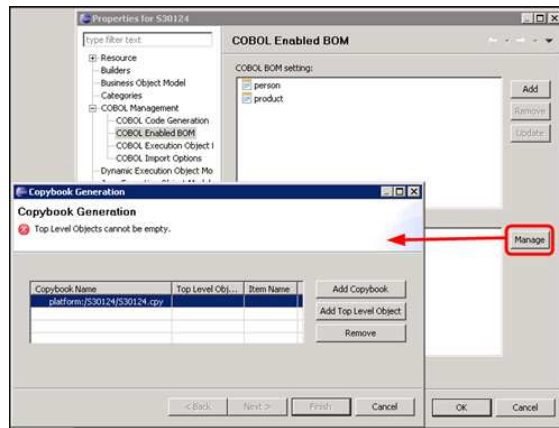 Properties for S30124
type filter text
COBOL Enabled BOM
Resource
Builders
Business Object Model
Categories
COBOL Management
COBOL Code Generation
COBOL Enabled BOM
COBOL Execution Object I
COBOL Import Options
Dynamic Execution Object Mo
COBOL BOM setting:
person
product
Add
Remove
Update
Manage
OK
Cancel
Copybook Generation
Copybook Generation
Top Level Objects cannot be empty.
Copybook Name Top Level Obj... Item Name
platform:/S30124/S30124.cpy
Add Copybook
Add Top Level Object
Remove
< Back
Next >
Finish
Cancel